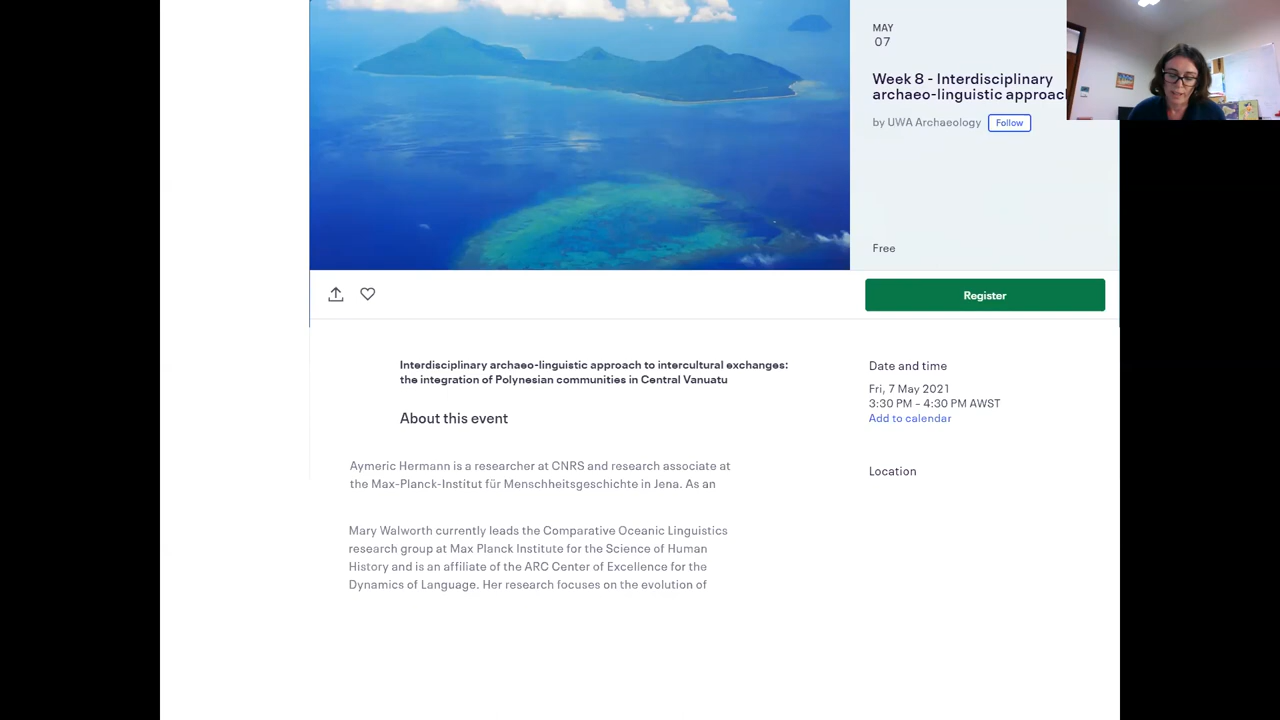 MAY
07
Week 8 - Interdisciplinary
archaeo-linguistic approach
by UWA Archaeology Follow
Free
Register
Interdisciplinary archaeo-linguistic approach to intercultural exchanges:
the integration of Polynesian communities in Central Vanuatu
About this event
Aymeric Hermann is a researcher at CNRS and research associate at
the Max-Planck-Institut für Menschheitsgeschichte in Jena. As an
Mary Walworth currently leads the Comparative Oceanic Linguistics
research group at Max Planck Institute for the Science of Human
History and is an affiliate of the ARC Center of Excellence for the
Dynamics of Language. Her research focuses on the evolution of
Date and time
Fri, 7 May 2021
3:30 PM – 4:30 PM AWST
Add to calendar
Location